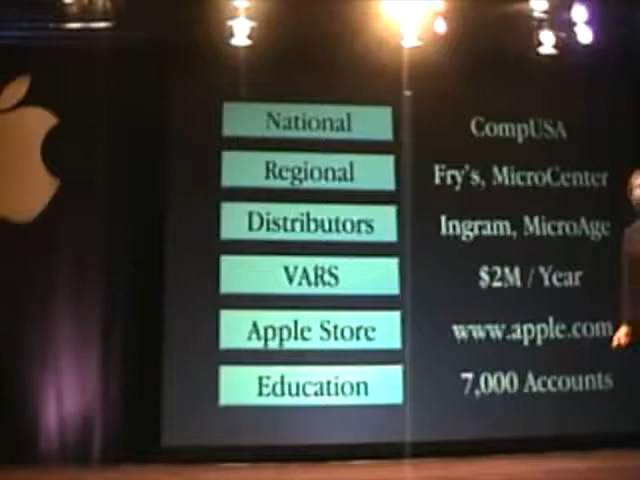 National CompUSA
Regional Fry's, MicroCenter
Distributors Ingram, MicroAge
VARS $2M / Year
Apple Store www.apple.com
Education 7,000 Accounts